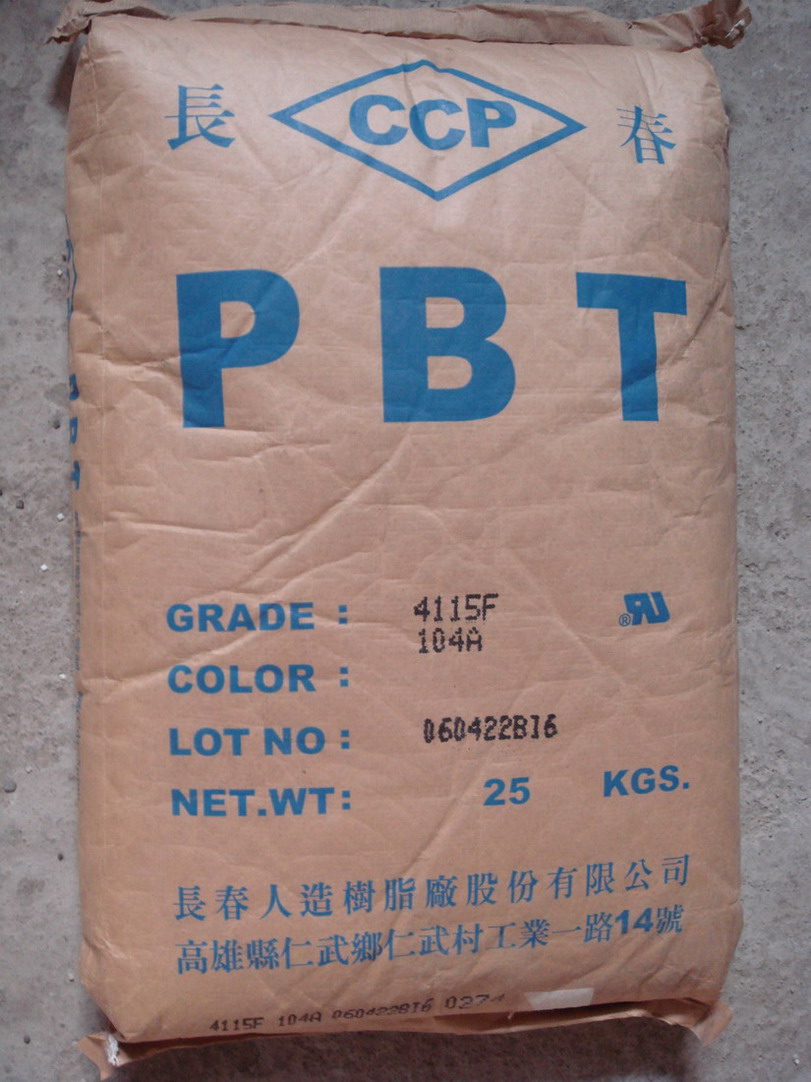 長 CCP 春
PBT
GRADE : 4115F
104A
COLOR :
LOT NO : 060422B16
NET.WT: 25 KGS.
長春人造樹脂廠股份有限公司
高雄縣仁武鄉仁武村工業一路14號
4115F 104A 060422B16